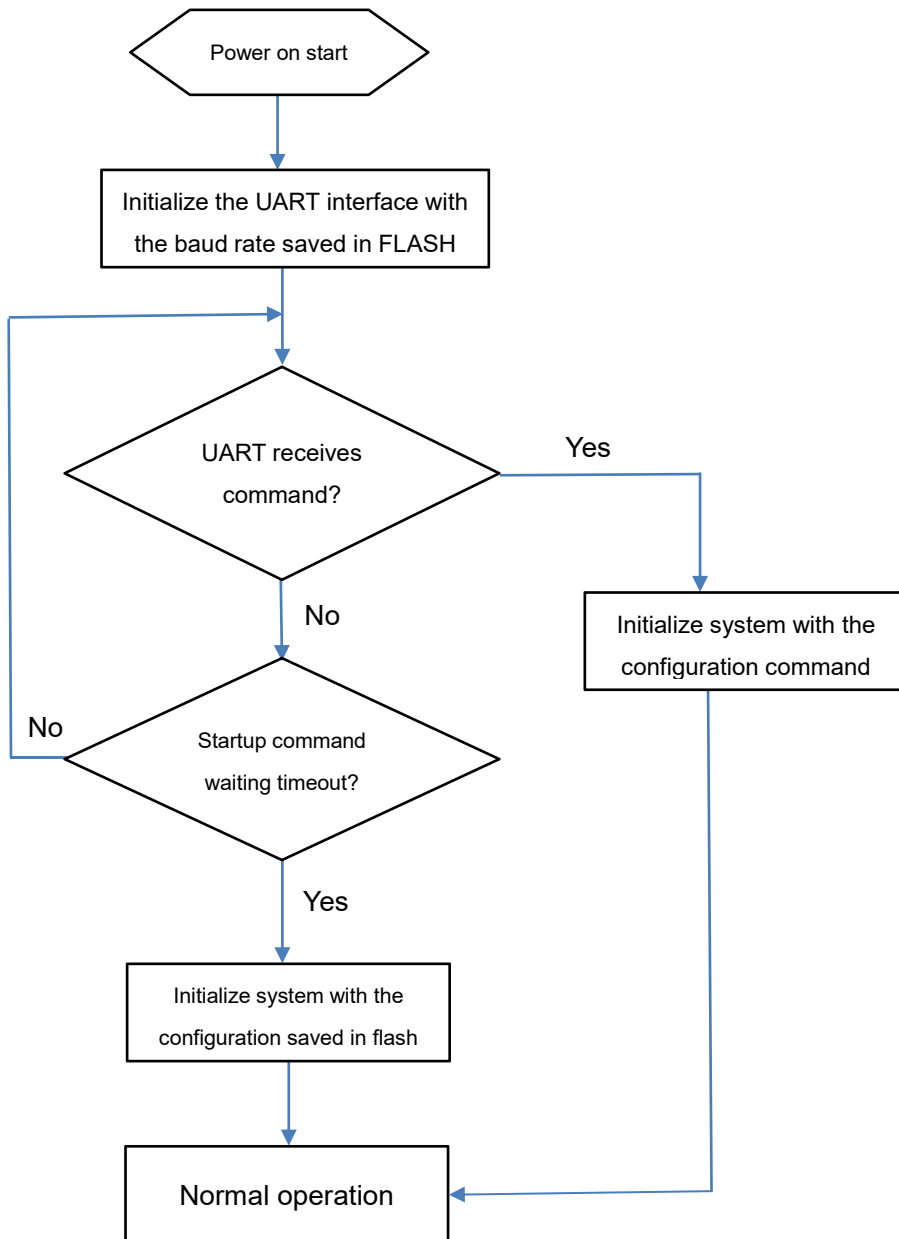 Power on start
Initialize the UART interface with
the baud rate saved in FLASH
UART receives
command?
Yes
No
Initialize system with the
configuration command
No
Startup command
waiting timeout?
Yes
Initialize system with the
configuration saved in flash
Normal operation